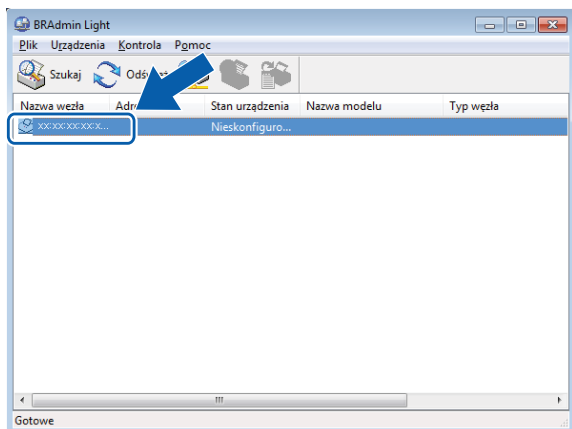 BRAdmin Light
Plik Urządzenia Kontrola Pomoc
Szukaj
Nazwa węzła Stan urządzenia Nazwa modelu Typ węzła
xx:xx:xx:xx:x... Nieskonfiguro...
Gotowe